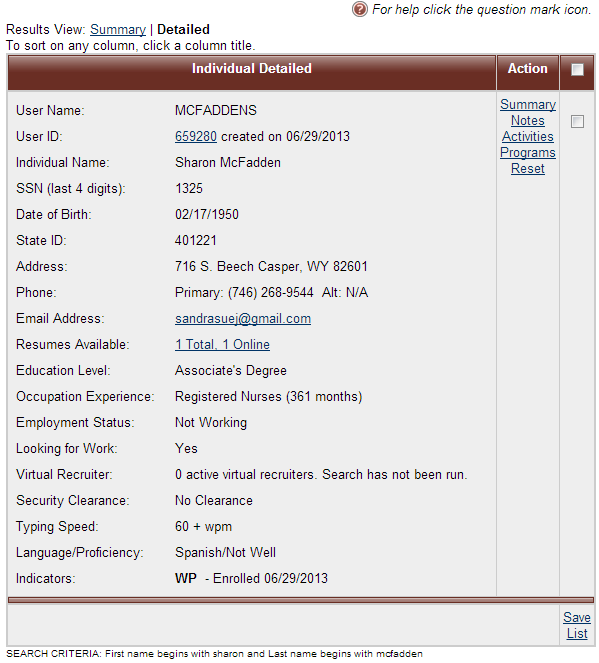 For help click the question mark icon.
Results View: Summary | Detailed
To sort on any column, click a column title.
Individual Detailed Action
User Name: MCFADDENS Summary
Notes
User ID: 659280 created on 06/29/2013 Activities
Programs
Individual Name: Sharon McFadden Reset
SSN (last 4 digits): 1325
Date of Birth: 02/17/1950
State ID: 401221
Address: 716 S. Beech Casper, WY 82601
Phone: Primary: (746) 268-9544 Alt: N/A
Email Address: sandrasuej@gmail.com
Resumes Available: 1 Total, 1 Online
Education Level: Associate's Degree
Occupation Experience: Registered Nurses (361 months)
Employment Status: Not Working
Looking for Work: Yes
Virtual Recruiter: 0 active virtual recruiters. Search has not been run.
Security Clearance: No Clearance
Typing Speed: 60 + wpm
Language/Proficiency: Spanish/Not Well
Indicators: WP - Enrolled 06/29/2013
Save
List
SEARCH CRITERIA: First name begins with sharon and Last name begins with mcfadden